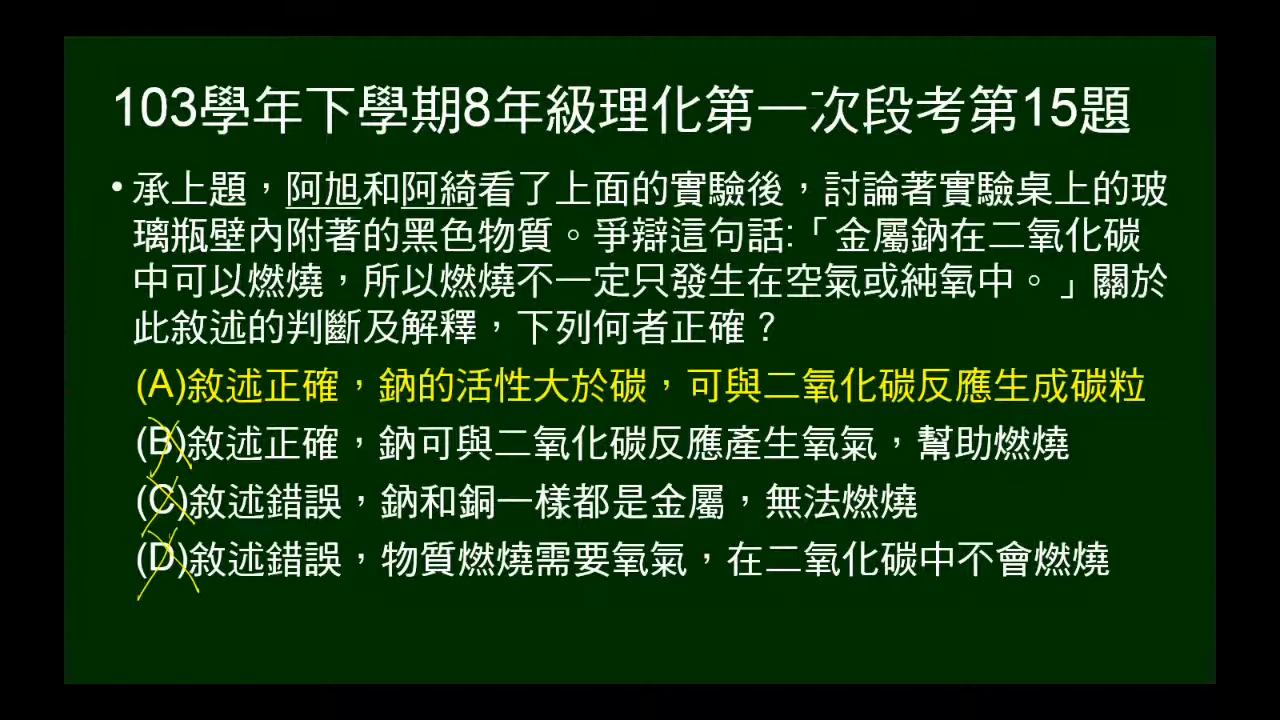 103學年下學期8年級理化第一次段考第15題
• 承上題，阿旭和阿綺看了上面的實驗後，討論著實驗桌上的玻
璃瓶壁內附著的黑色物質。爭辯這句話:「金屬鈉在二氧化碳
中可以燃燒，所以燃燒不一定只發生在空氣或純氧中。」關於
此敘述的判斷及解釋，下列何者正確？
(A)敘述正確，鈉的活性大於碳，可與二氧化碳反應生成碳粒
(B)敘述正確，鈉可與二氧化碳反應產生氧氣，幫助燃燒
(C)敘述錯誤，鈉和銅一樣都是金屬，無法燃燒
(D)敘述錯誤，物質燃燒需要氧氣，在二氧化碳中不會燃燒